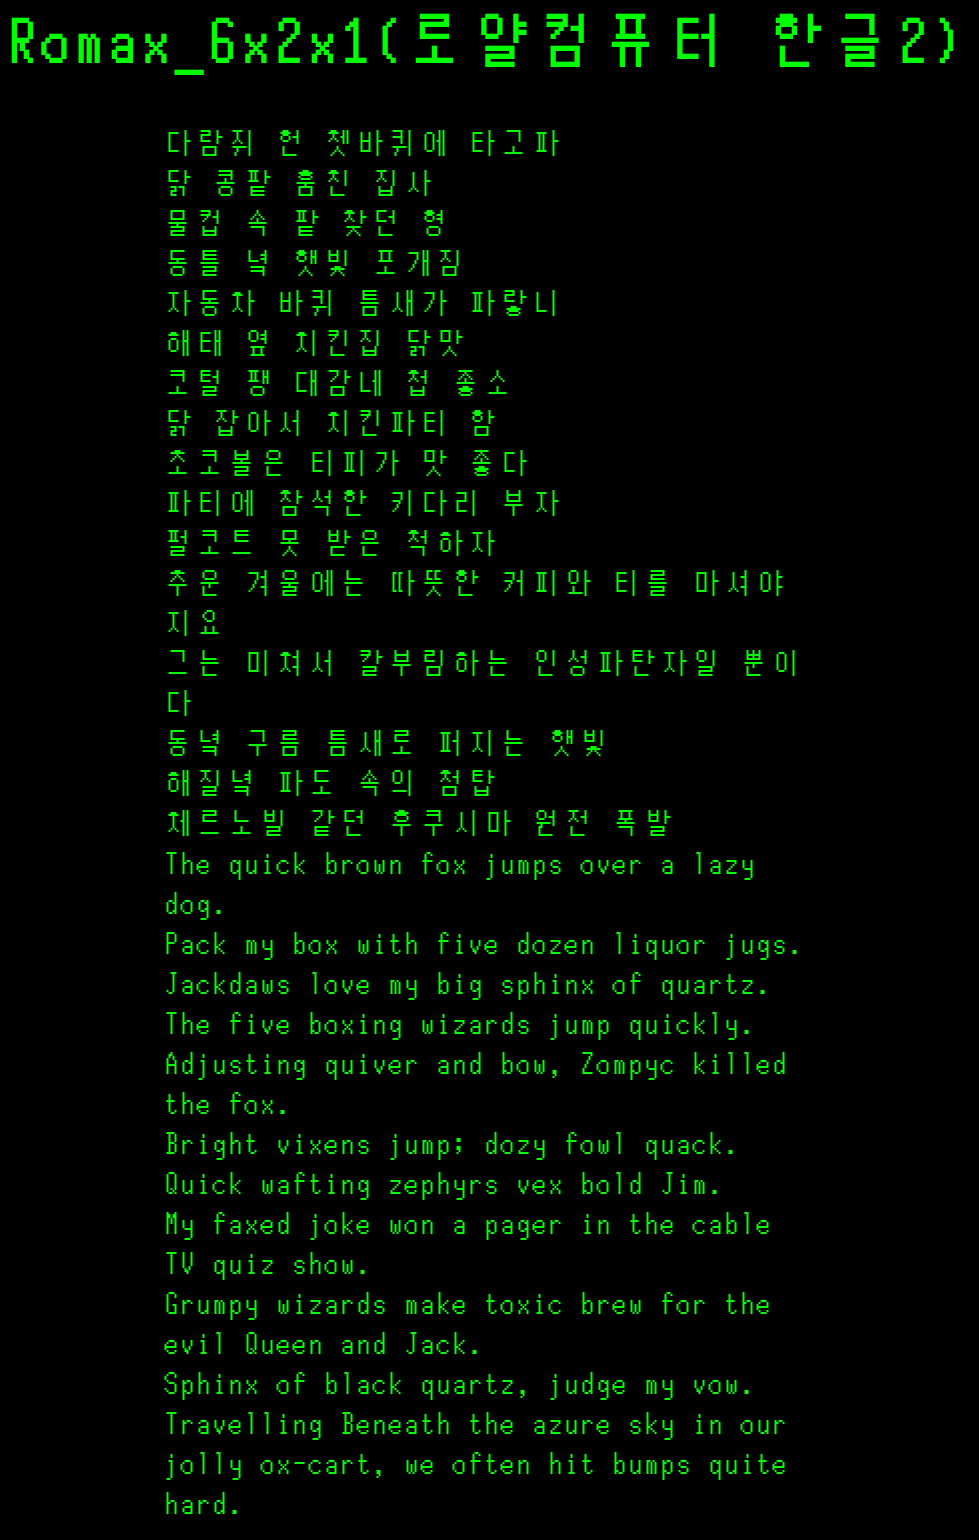 Romax_6x2x1(로얄컴퓨터 한글2)
다람쥐 헌 쳇바퀴에 타고파
닭 콩팥 훔친 집사
물컵 속 팥 찾던 형
동틀 녘 햇빛 포개짐
자동차 바퀴 틈새가 파랗니
해태 옆 치킨집 닭맛
코털 팽 대감네 첩 좋소
닭 잡아서 치킨파티 함
초코볼은 티피가 맛 좋다
파티에 참석한 키다리 부자
펄코트 못 받은 척하자
추운 겨울에는 따뜻한 커피와 티를 마셔야
지요
그는 미쳐서 칼부림하는 인성파탄자일 뿐이
다
동녘 구름 틈새로 퍼지는 햇빛
해질녘 파도 속의 첨탑
체르노빌 같던 후쿠시마 원전 폭발
The quick brown fox jumps over a lazy
dog.
Pack my box with five dozen liquor jugs.
Jackdaws love my big sphinx of quartz.
The five boxing wizards jump quickly.
Adjusting quiver and bow, Zompyc killed
the fox.
Bright vixens jump; dozy fowl quack.
Quick wafting zephyrs vex bold Jim.
My faxed joke won a pager in the cable
TV quiz show.
Grumpy wizards make toxic brew for the
evil Queen and Jack.
Sphinx of black quartz, judge my vow.
Travelling Beneath the azure sky in our
jolly ox-cart, we often hit bumps quite
hard.